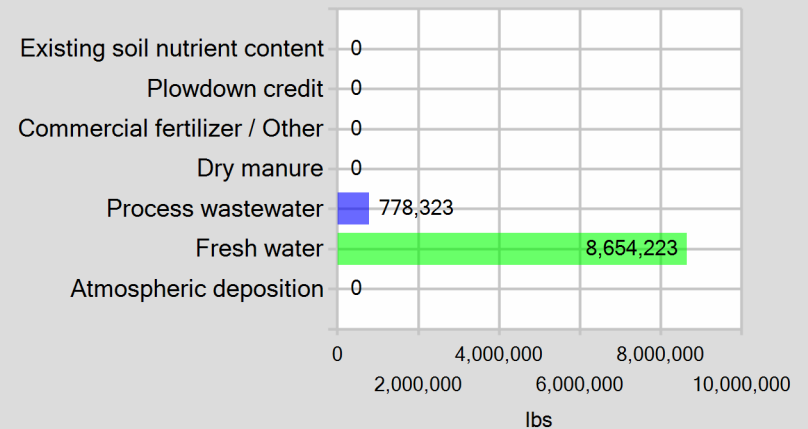 Existing soil nutrient content 0
Plowdown credit 0
Commercial fertilizer / Other 0
Dry manure 0
Process wastewater 778,323
Fresh water 8,654,223
Atmospheric deposition 0
0 4,000,000 8,000,000
2,000,000 6,000,000 10,000,000
lbs